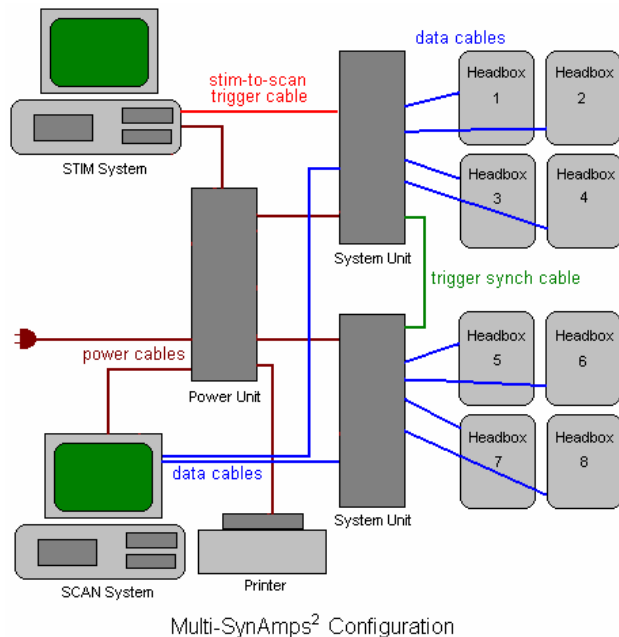 data cables
stim-to-scan
trigger cable
Headbox
1
Headbox
2
STIM System
Headbox
3
Headbox
4
System Unit
trigger synch cable
power cables
Power Unit
Headbox
5
Headbox
6
Headbox
7
Headbox
8
data cables
System Unit
SCAN System
Printer
Multi-SynAmps² Configuration